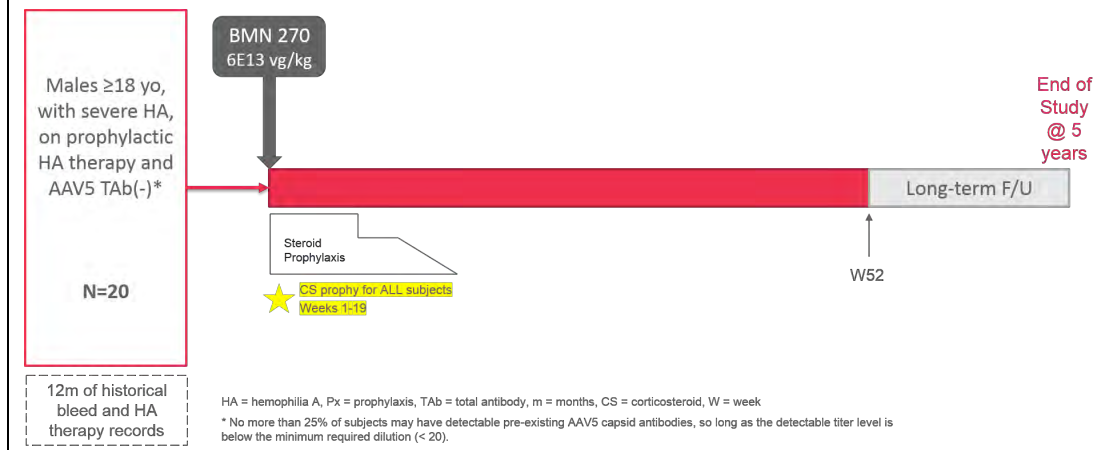 BMN 270
6E13 vg/kg
Males ≥18 yo,
with severe HA,
on prophylactic
HA therapy and
AAV5 TAb(-)*
N=20
End of
Study
@ 5
years
Long-term F/U
Steroid
Prophylaxis
CS prophy for ALL subjects
Weeks 1-19
W52
12m of historical
bleed and HA
therapy records
HA = hemophilia A, Px = prophylaxis, TAb = total antibody, m = months, CS = corticosteroid, W = week
* No more than 25% of subjects may have detectable pre-existing AAV5 capsid antibodies, so long as the detectable titer level is
below the minimum required dilution (< 20).